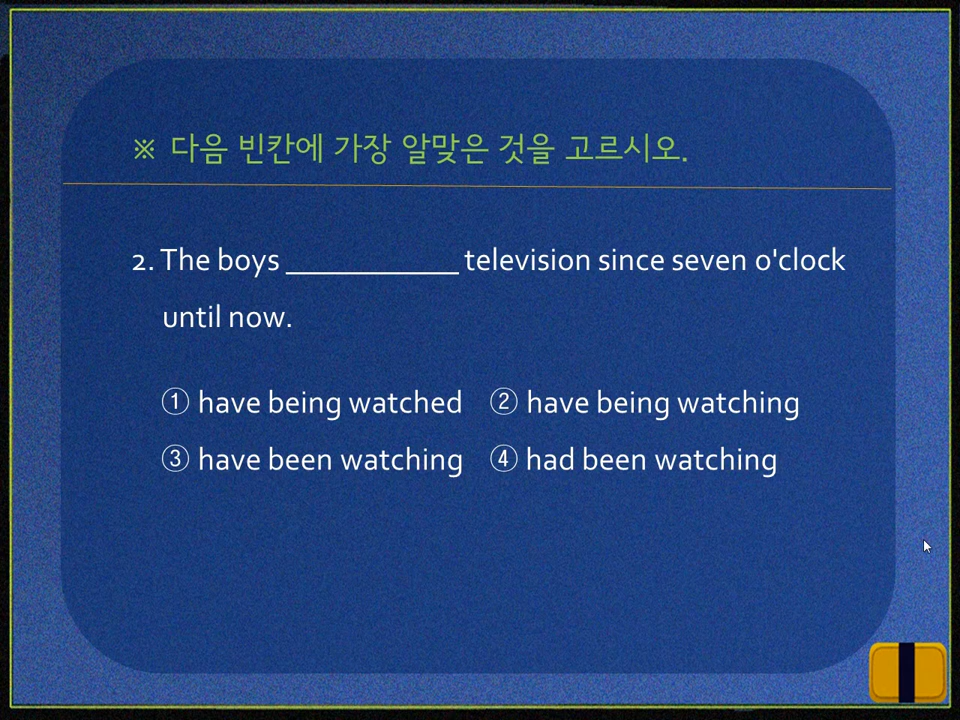 ※ 다음 빈칸에 가장 알맞은 것을 고르시오.
2. The boys ____________ television since seven o'clock
until now.
① have being watched ② have being watching
③ have been watching ④ had been watching